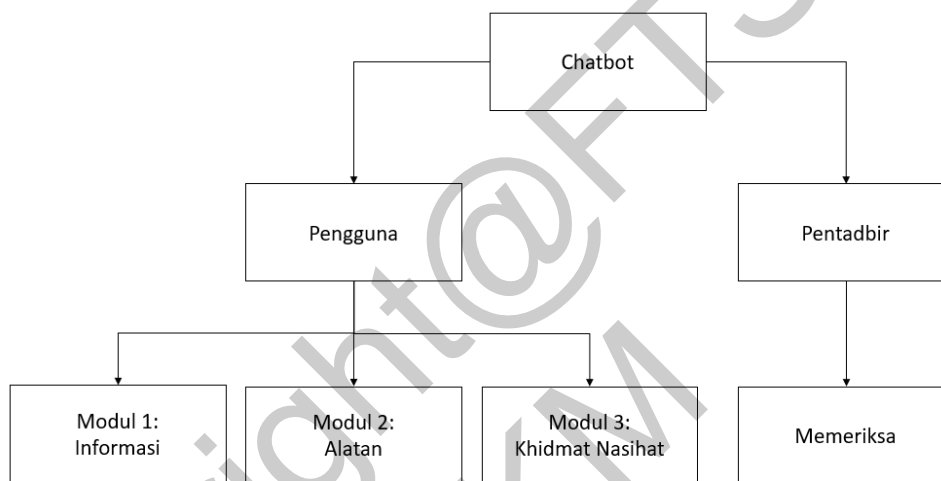 Chatbot
Pengguna
Pentadbir
Modul 1:
Informasi
Modul 2:
Alatan
Modul 3:
Khidmat Nasihat
Memeriksa